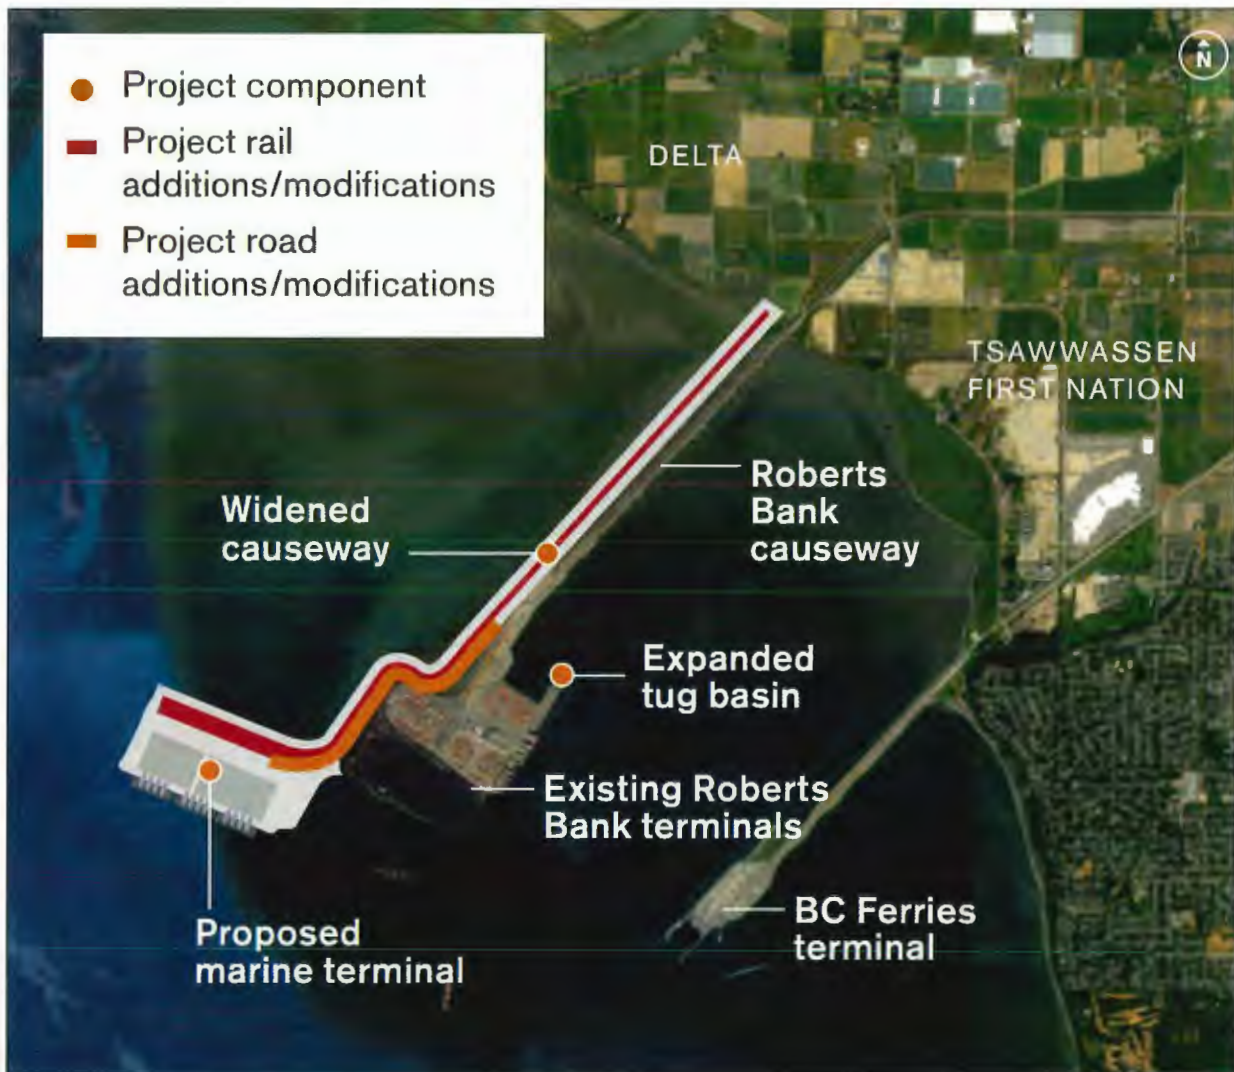 Project component
Project rail
additions/modifications
Project road
additions/modifications
N
DELTA
TSAWWASSEN
FIRST NATION
Roberts
Bank
causeway
Widened
causeway
Expanded
tug basin
Existing Roberts
Bank terminals
BC Ferries
terminal
Proposed
marine terminal